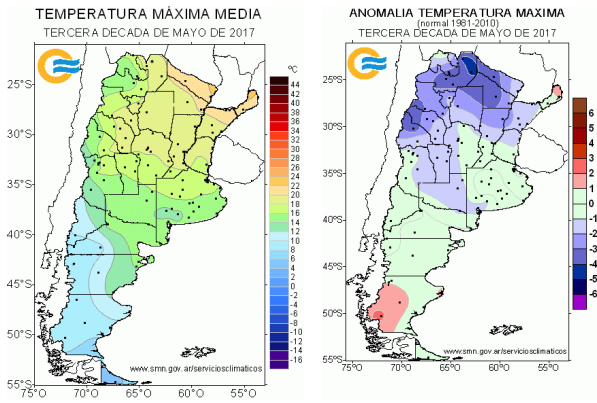 TEMPERATURA MÁXIMA MEDIA
TERCERA DECADA DE MAYO DE 2017
25°S
30°S
35°S
40°S
45°S
50°S
55°S
75°O
70°O
65°O
60°O
55°O
ºC
44
42
40
38
36
34
32
30
28
26
24
22
20
18
16
14
12
10
8
6
4
2
0
-2
-4
-6
-8
-10
-12
-14
-16
www.smn.gov.ar/serviciosclimaticos
ANOMALIA TEMPERATURA MAXIMA
(normal 1981-2010)
TERCERA DECADA DE MAYO DE 2017
25°S
30°S
35°S
40°S
45°S
50°S
55°S
75°O
70°O
65°O
60°O
55°O
6
5
4
3
2
1
0
-1
-2
-3
-4
-5
-6
www.smn.gov.ar/serviciosclimaticos